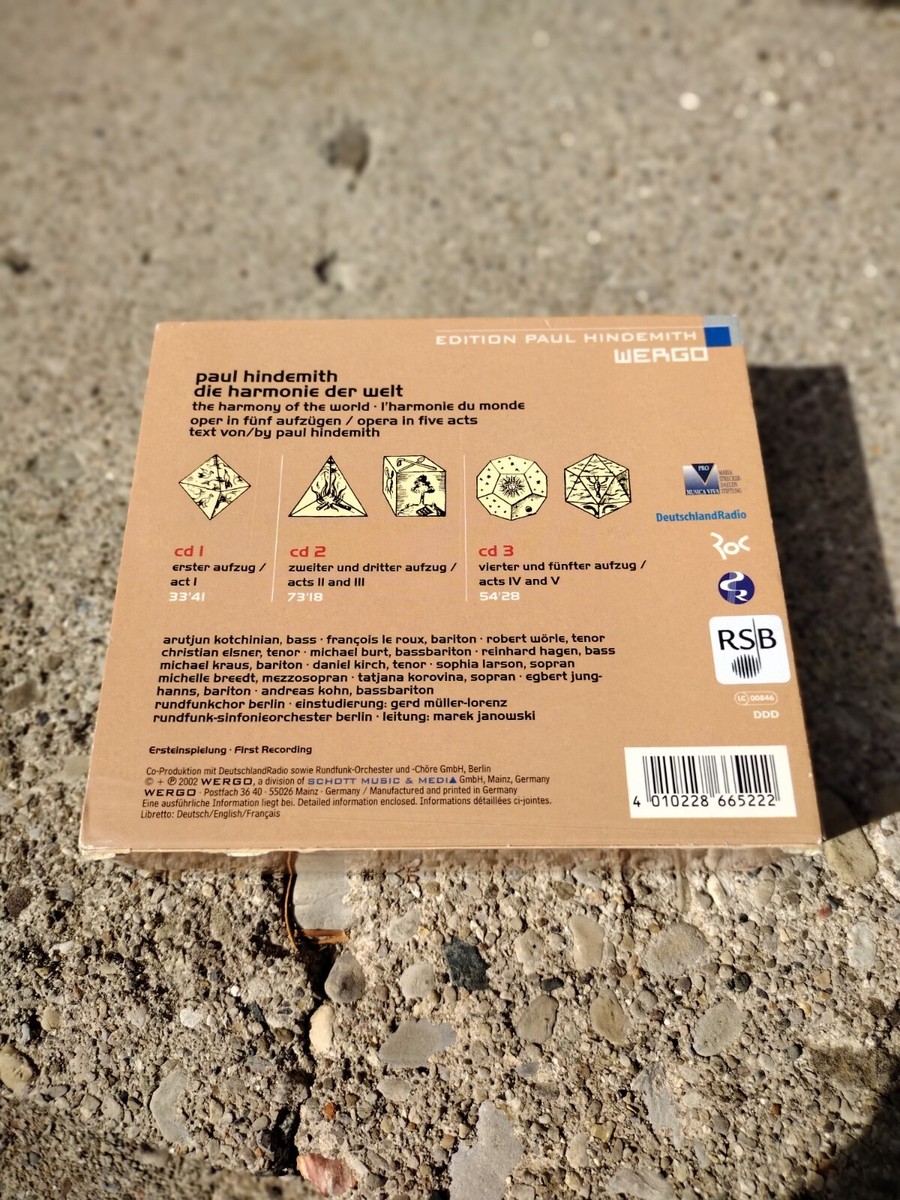 EDITION PAUL HINDEMITH
WERGO
paul hindemith
die harmonie der welt
the harmony of the world · l'harmonie du monde
oper in fünf aufzügen / opera in five acts
text von/by paul hindemith
PRO
MUSICA VIVA
MARIA
STRECKER-
DAELEN
STIFTUNG
DeutschlandRadio
roc
cd 1
erster aufzug /
act I
33'41
cd 2
zweiter und dritter aufzug /
acts II and III
73'18
cd 3
vierter und fünfter aufzug /
acts IV and V
54'28
RSB
LC 00846
DDD
arutjun kotchinian, bass · françois le roux, bariton · robert wörle, tenor
christian elsner, tenor · michael burt, bassbariton · reinhard hagen, bass
michael kraus, bariton · daniel kirch, tenor · sophia larson, sopran
michelle breedt, mezzosopran · tatjana korovina, sopran · egbert jung-
hanns, bariton · andreas kohn, bassbariton
rundfunkchor berlin · einstudierung: gerd müller-lorenz
rundfunk-sinfonieorchester berlin · leitung: marek janowski
Ersteinspielung · First Recording
Co-Produktion mit DeutschlandRadio sowie Rundfunk-Orchester und -Chöre GmbH, Berlin
© + ℗ 2002 WERGO, a division of SCHOTT MUSIC & MEDIA GmbH, Mainz, Germany
WERGO · Postfach 36 40 · 55026 Mainz · Germany / Manufactured and printed in Germany
Eine ausführliche Information liegt bei. Detailed information enclosed. Informations détaillées ci-jointes.
Libretto: Deutsch/English/Français
4 010228 665222